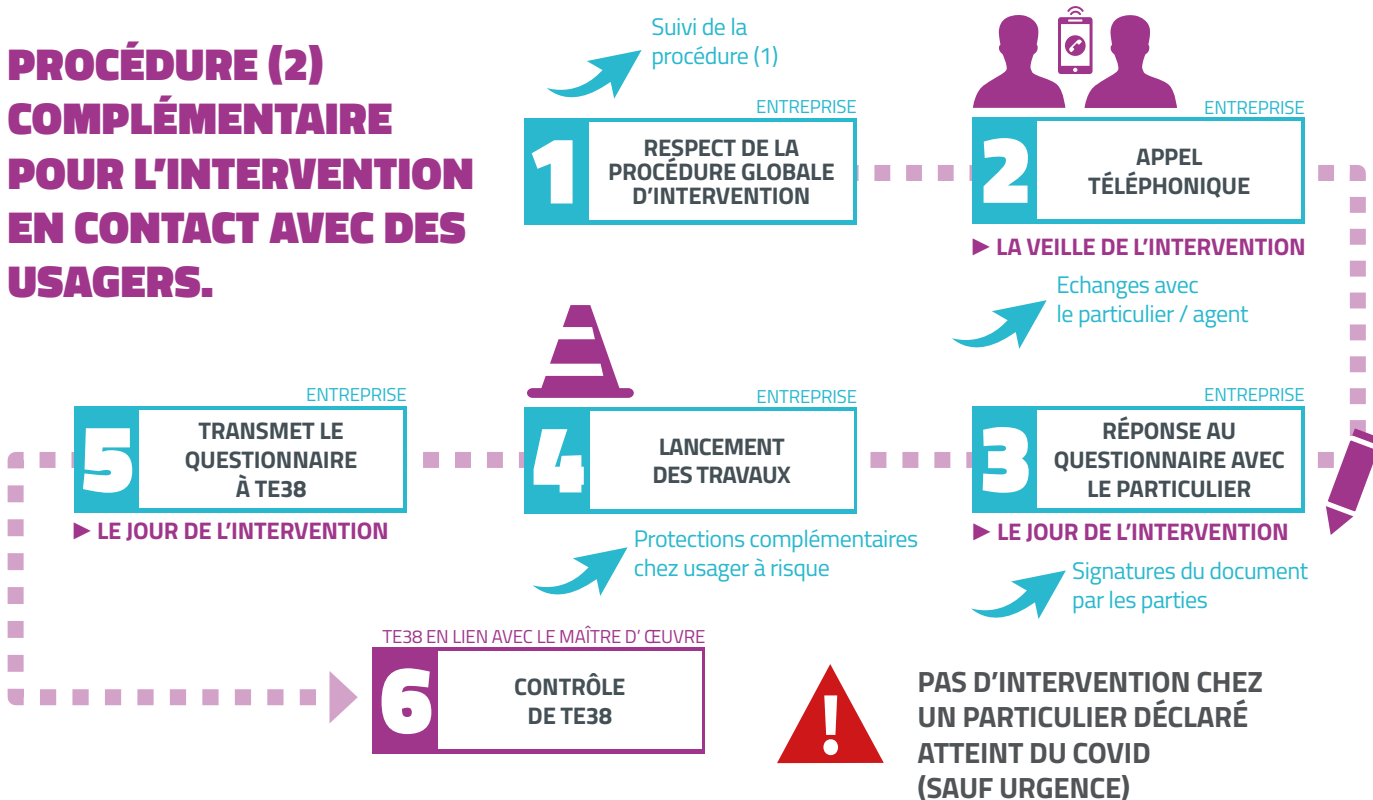 PROCÉDURE (2)
COMPLÉMENTAIRE
POUR L'INTERVENTION
EN CONTACT AVEC DES
USAGERS.
Suivi de la
procédure (1)
ENTREPRISE
1
RESPECT DE LA
PROCÉDURE GLOBALE
D'INTERVENTION
ENTREPRISE
2
APPEL
TÉLÉPHONIQUE
► LA VEILLE DE L'INTERVENTION
Echanges avec
le particulier / agent
ENTREPRISE
3
RÉPONSE AU
QUESTIONNAIRE AVEC
LE PARTICULIER
► LE JOUR DE L'INTERVENTION
Signatures du document
par les parties
ENTREPRISE
4
LANCEMENT
DES TRAVAUX
Protections complémentaires
chez usager à risque
ENTREPRISE
5
TRANSMET LE
QUESTIONNAIRE
À TE38
► LE JOUR DE L'INTERVENTION
TE38 EN LIEN AVEC LE MAÎTRE D' ŒUVRE
6
CONTRÔLE
DE TE38
!
PAS D'INTERVENTION CHEZ
UN PARTICULIER DÉCLARÉ
ATTEINT DU COVID
(SAUF URGENCE)